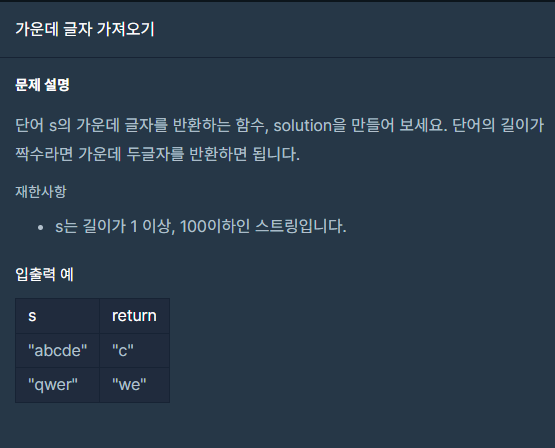 가운데 글자 가져오기
문제 설명
단어 s의 가운데 글자를 반환하는 함수, solution을 만들어 보세요. 단어의 길이가
짝수라면 가운데 두글자를 반환하면 됩니다.
재한사항
• s는 길이가 1 이상, 100이하인 스트링입니다.
입출력 예
s return
"abcde" "c"
"qwer" "we"